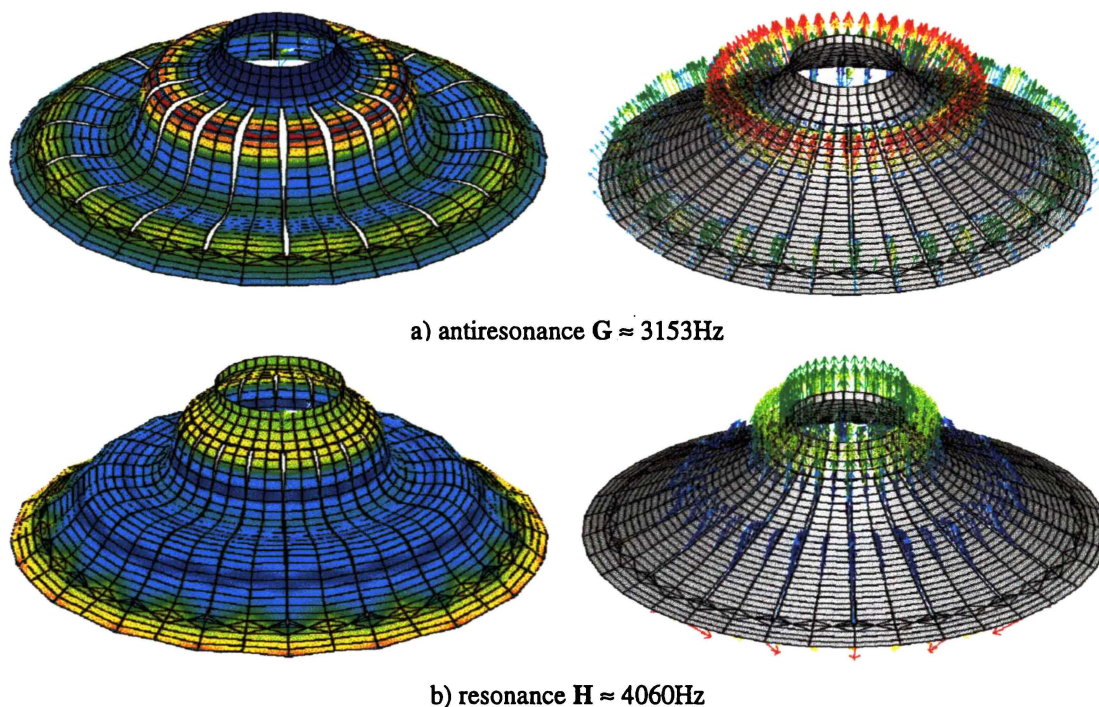 a) antiresonance G ≈ 3153Hz
b) resonance H ≈ 4060Hz